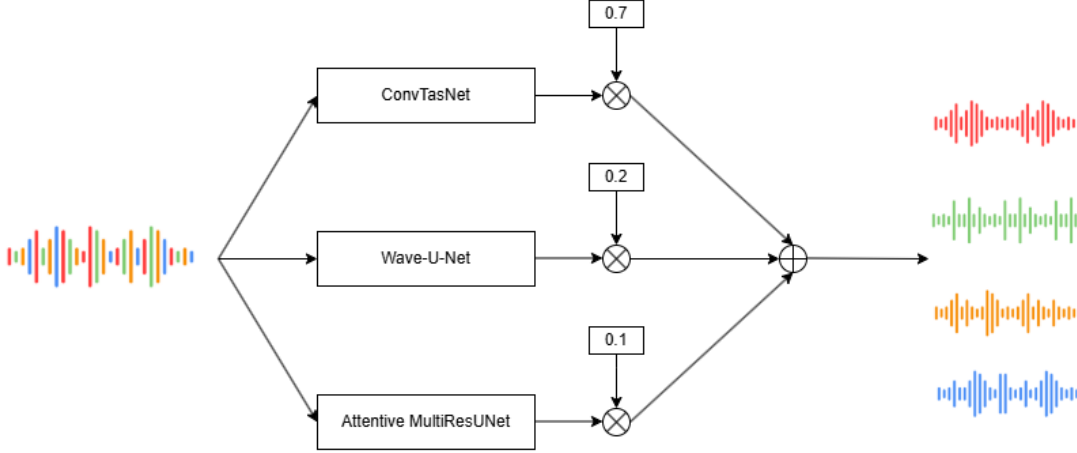 0.7
ConvTasNet
0.2
Wave-U-Net
0.1
Attentive MultiResUNet